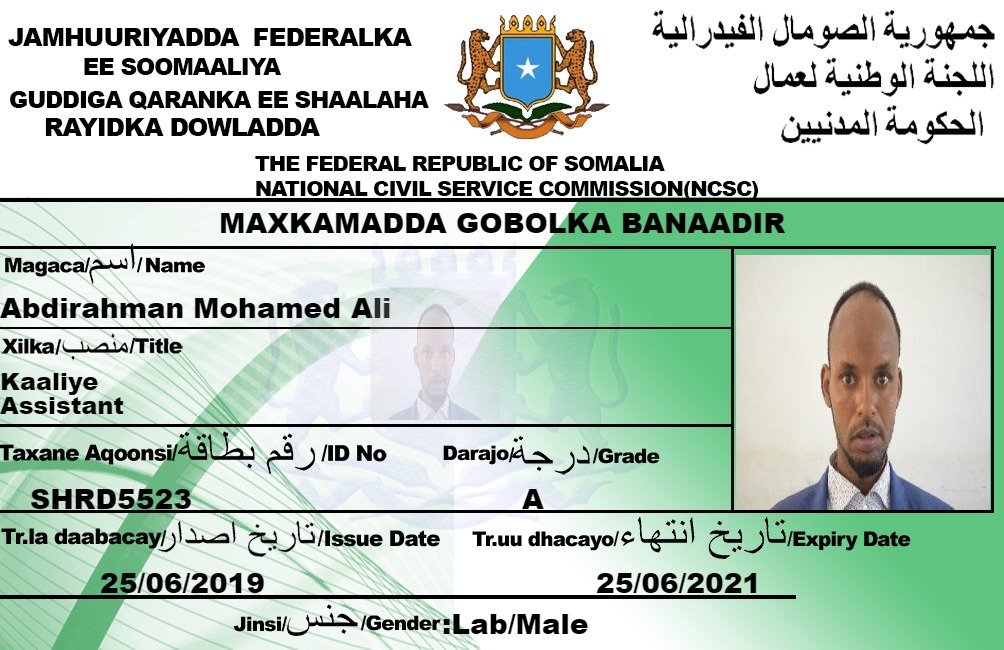 JAMHUURIYADDA FEDERALKA
EE SOOMAALIYA
GUDDIGA QARANKA EE SHAALAHA
RAYIDKA DOWLADDA
جمهورية الصومال الفيدرالية
اللجنة الوطنية لعمال
الحكومة المدنيين
THE FEDERAL REPUBLIC OF SOMALIA
NATIONAL CIVIL SERVICE COMMISSION(NCSC)
MAXKAMADDA GOBOLKA BANAADIR
Magaca/اسم/Name
Abdirahman Mohamed Ali
Xilka/منصب/Title
Kaaliye
Assistant
Taxane Aqoonsi/رقم بطاقة/ID No
Darajo/درجة/Grade
SHRD5523
A
Tr.la daabacay/تاريخ اصدار/Issue Date
Tr.uu dhacayo/تاريخ انتهاء/Expiry Date
25/06/2019
25/06/2021
Jinsi/جنس/Gender:Lab/Male